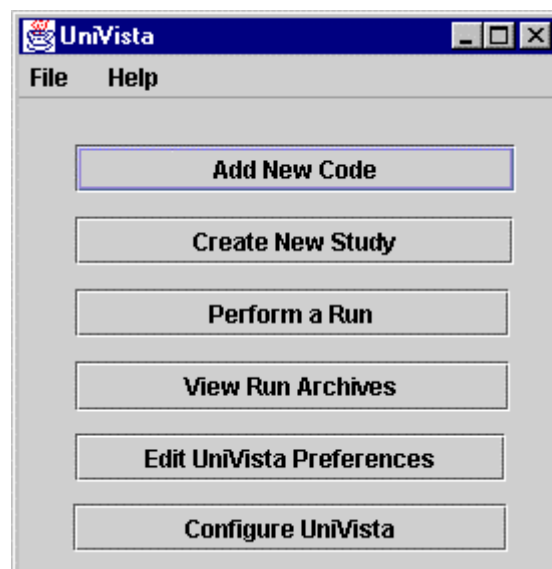 UniVista
File Help
Add New Code
Create New Study
Perform a Run
View Run Archives
Edit UniVista Preferences
Configure UniVista